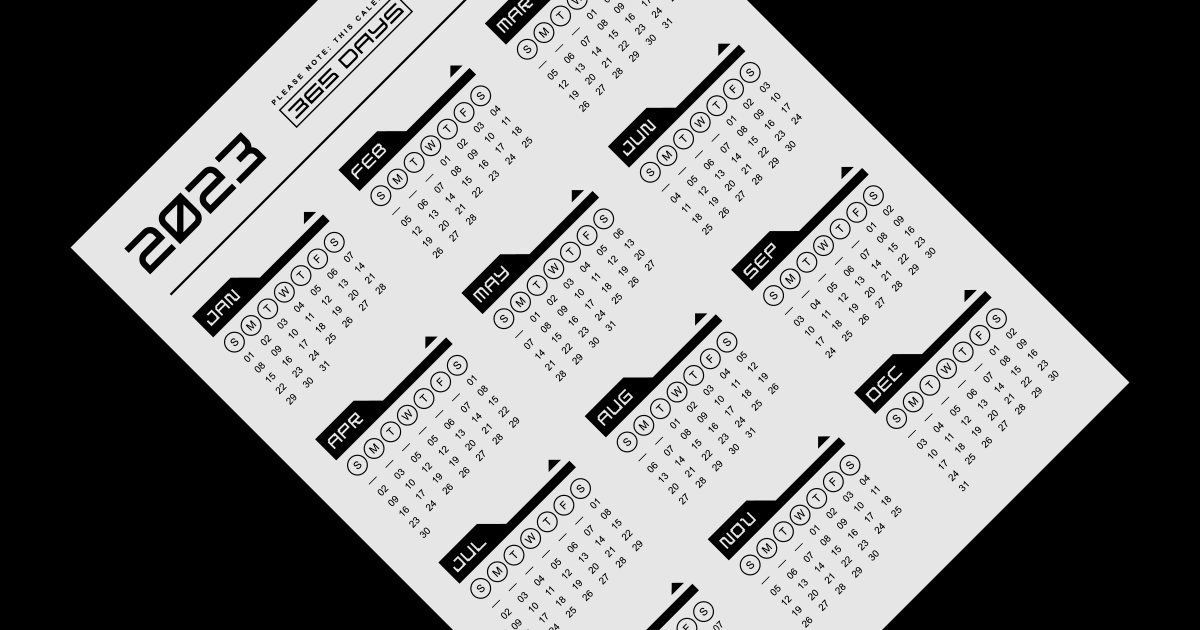 2023
PLEASE NOTE: THIS CALE
365 DAYS
JAN
S M T W T F S
01 02 03 04 05 06 07
08 09 10 11 12 13 14
15 16 17 18 19 20 21
22 23 24 25 26 27 28
29 30 31
FEB
S M T W T F S
— — — 01 02 03 04
05 06 07 08 09 10 11
12 13 14 15 16 17 18
19 20 21 22 23 24 25
26 27 28
MAR
S M T W
— — — 01
05 06 07 08 09
12 13 14 15 16 17
19 20 21 22 23 24
26 27 28 29 30 31
APR
S M T W T F S
— — — — — — 01
02 03 05 05 06 07 08
09 10 12 12 13 14 15
16 17 19 19 20 21 22
23 24 26 26 27 28 29
30
MAY
S M T W T F S
— 01 02 03 04 05 06
07 08 09 10 11 12 13
14 15 16 17 18 19 20
21 22 23 24 25 26 27
28 29 30 31
JUN
S M T W T F S
— — — — 01 02 03
04 05 06 07 08 09 10
11 12 13 14 15 16 17
18 19 20 21 22 23 24
25 26 27 28 29 30
JUL
S M T W T F S
— — — — — — 01
02 03 04 05 06 07 08
09 10 11 12 13 14 15
17 18 19 20 21 22
25 26 27 28 29
AUG
S M T W T F S
— — 01 02 03 04 05
06 07 08 09 10 11 12
13 14 15 16 17 18 19
20 21 22 23 24 25 26
27 28 29 30 31
SEP
S M T W T F S
— — — — — 01 02
03 04 05 06 07 08 09
10 11 12 13 14 15 16
17 18 19 20 21 22 23
24 25 26 27 28 29 30
F S
07
NOV
S M T W T F S
— — — 01 02 03 04
05 06 07 08 09 10 11
12 13 14 15 16 17 18
19 20 21 22 23 24 25
26 27 28 29 30
DEC
S M T W T F S
— — — — — 01 02
03 04 05 06 07 08 09
10 11 12 13 14 15 16
17 18 19 20 21 22 23
24 25 26 27 28 29 30
31